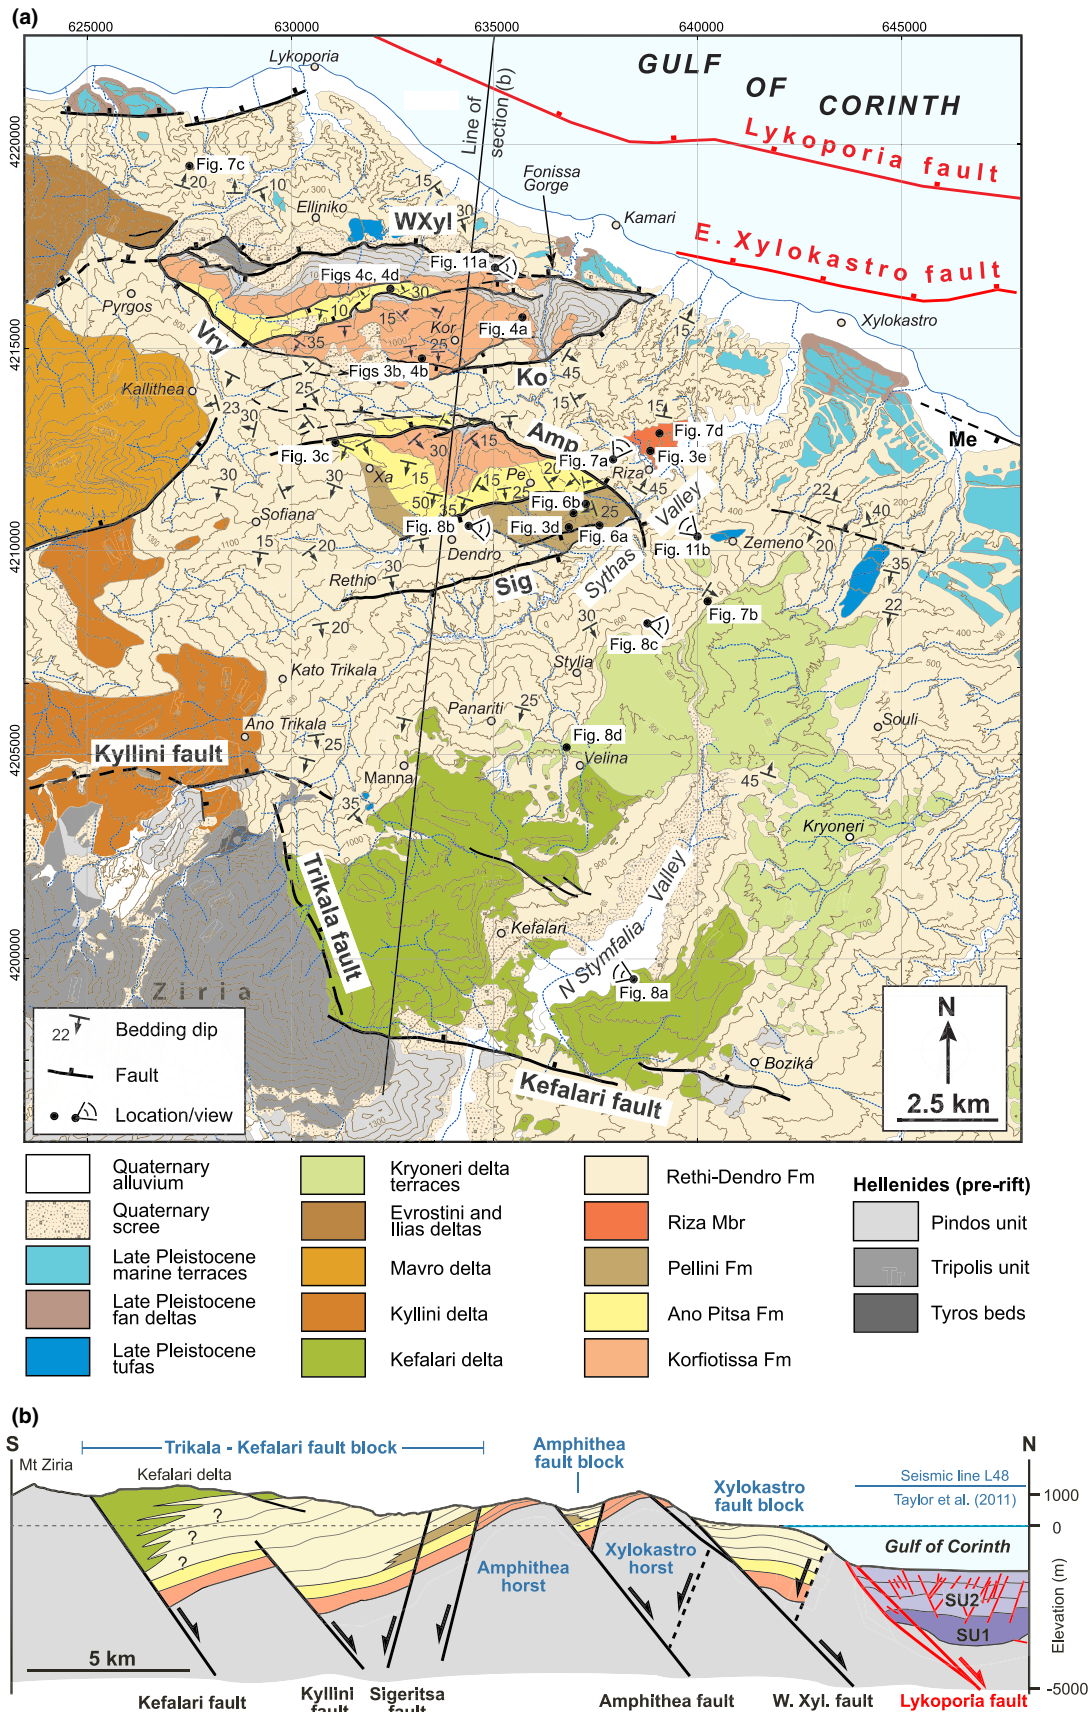 (a)
625000
630000
635000
640000
645000
4220000
4215000
4210000
4205000
4200000
Lykoporia
GULF
OF
CORINTH
Lykoporia fault
E. Xylokastro fault
Line of
section (b)
Fig. 7c
20
10
15
30
15
Fonissa
Gorge
Elliniko
WXyl
Kamari
Fig. 11a
Figs 4c, 4d
30
10
15
Pyrgos
Vry
35
Kor
25
Fig. 4a
Xylokastro
Figs 3b, 4b
Ko
45
15
Kallithea
25
23
30
15
15
Amp
Fig. 7d
Me
Fig. 3c
Fig. 7a
Fig. 3e
Riza
Xa
15
30
15
Pe
20
25
45
22
30
50
35
Fig. 6b
25
Valley
40
Sofiana
Fig. 8b
Fig. 3d
Fig. 6a
Fig. 11b
Zemeno
20
Dendro
Sythas
35
Rethi
30
Sig
22
20
30
Fig. 7b
Fig. 8c
Kato Trikala
Stylia
Panariti
25
Souli
Ano Trikala
25
Fig. 8d
Kyllini fault
Velina
Manna
45
35
Kryoneri
Trikala fault
Kefalari
N Stymfalia Valley
Fig. 8a
Ziria
Boziká
Kefalari fault
22 Bedding dip
Fault
Location/view
N
2.5 km
Quaternary
alluvium
Quaternary
scree
Late Pleistocene
marine terraces
Late Pleistocene
fan deltas
Late Pleistocene
tufas
Kryoneri delta
terraces
Evrostini and
Ilias deltas
Mavro delta
Kyllini delta
Kefalari delta
Rethi-Dendro Fm
Riza Mbr
Pellini Fm
Ano Pitsa Fm
Korfiotissa Fm
Hellenides (pre-rift)
Pindos unit
Tripolis unit
Tyros beds
(b)
S
N
Mt Ziria
Trikala - Kefalari fault block
Kefalari delta
Amphithea
fault block
Xylokastro
fault block
Seismic line L48
Taylor et al. (2011)
1000
0
-5000
Elevation (m)
Gulf of Corinth
?
?
?
Amphithea
horst
Xylokastro
horst
SU2
SU1
5 km
Kefalari fault
Kyllini
fault
Sigeritsa
fault
Amphithea fault
W. Xyl. fault
Lykoporia fault